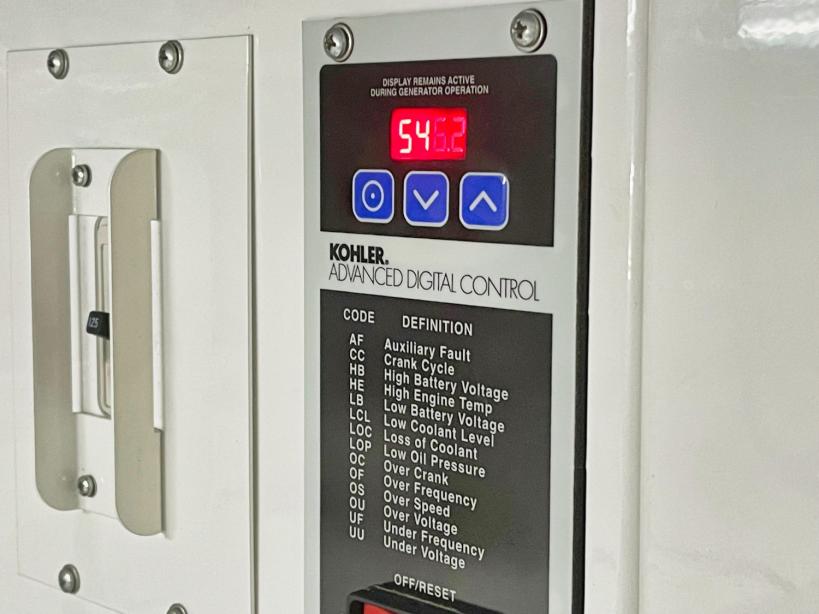 DISPLAY REMAINS ACTIVE
DURING GENERATOR OPERATION
546.2
KOHLER.
ADVANCED DIGITAL CONTROL
CODE DEFINITION
AF Auxiliary Fault
CC Crank Cycle
HB High Battery Voltage
HE High Engine Temp
LB Low Battery Voltage
LCL Low Coolant Level
LOC Loss of Coolant
LOP Low Oil Pressure
OC Over Crank
OF Over Frequency
OS Over Speed
OU Over Voltage
UF Under Frequency
UU Under Voltage
OFF/RESET
125